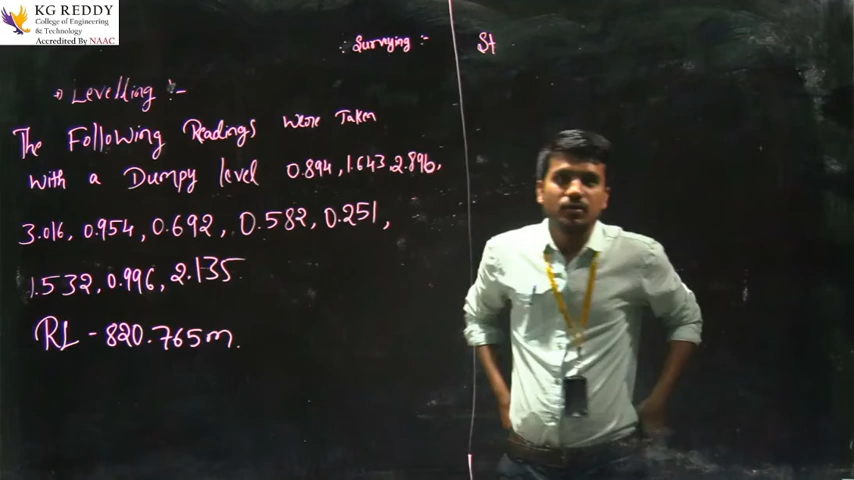 KG REDDY
College of Engineering
& Technology
Accredited By NAAC
: Surveying :-
St
→ Levelling :-
The Following Readings were Taken
with a Dumpy level 0.894, 1.643, 2.896,
3.016, 0.954, 0.692, 0.582, 0.251,
1.532, 0.996, 2.135
RL - 820.765m.